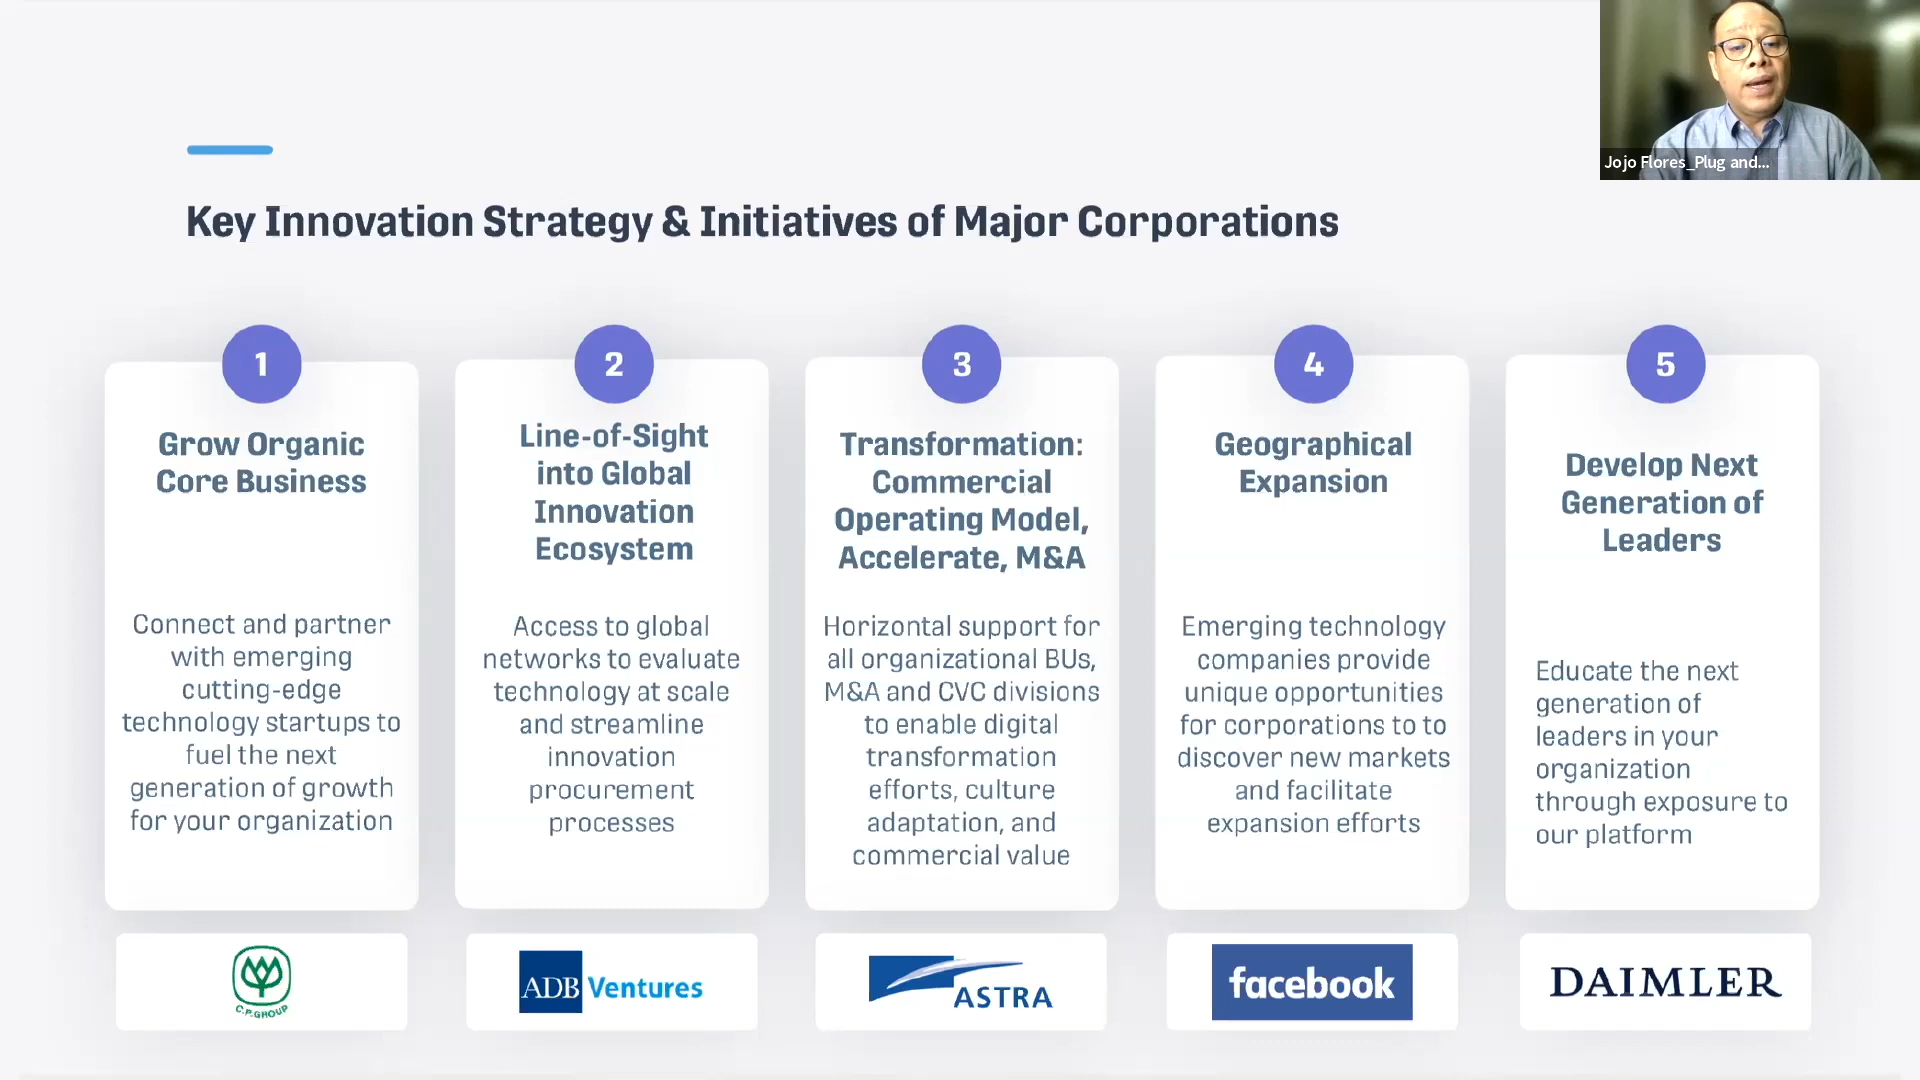 Jojo Flores_Plug and...
Key Innovation Strategy & Initiatives of Major Corporations
1
Grow Organic
Core Business
Connect and partner
with emerging
cutting-edge
technology startups to
fuel the next
generation of growth
for your organization
C.P.GROUP
2
Line-of-Sight
into Global
Innovation
Ecosystem
Access to global
networks to evaluate
technology at scale
and streamline
innovation
procurement
processes
ADB Ventures
3
Transformation:
Commercial
Operating Model,
Accelerate, M&A
Horizontal support for
all organizational BUs,
M&A and CVC divisions
to enable digital
transformation
efforts, culture
adaptation, and
commercial value
ASTRA
4
Geographical
Expansion
Emerging technology
companies provide
unique opportunities
for corporations to to
discover new markets
and facilitate
expansion efforts
facebook
5
Develop Next
Generation of
Leaders
Educate the next
generation of
leaders in your
organization
through exposure to
our platform
DAIMLER